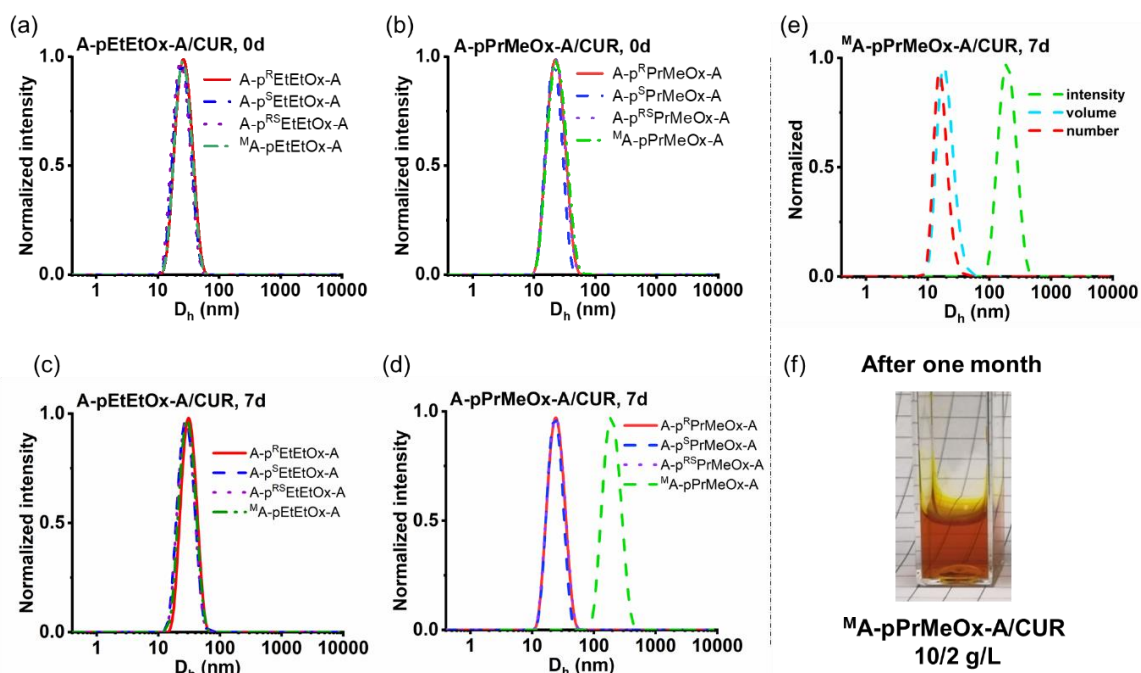 (a)
A-pEtEtOx-A/CUR, 0d
Normalized intensity
1.0
0.5
0.0
A-pᴿEtEtOx-A
A-pˢEtEtOx-A
A-pᴿˢEtEtOx-A
ᴹA-pEtEtOx-A
1 10 100 1000 10000
Dₕ (nm)
(b)
A-pPrMeOx-A/CUR, 0d
Normalized intensity
1.0
0.5
0.0
A-pᴿPrMeOx-A
A-pˢPrMeOx-A
A-pᴿˢPrMeOx-A
ᴹA-pPrMeOx-A
1 10 100 1000 10000
Dₕ (nm)
(e)
ᴹA-pPrMeOx-A/CUR, 7d
Normalized
1.0
0.5
0.0
intensity
volume
number
1 10 100 1000 10000
Dₕ (nm)
(c)
A-pEtEtOx-A/CUR, 7d
Normalized intensity
1.0
0.5
0.0
A-pᴿEtEtOx-A
A-pˢEtEtOx-A
A-pᴿˢEtEtOx-A
ᴹA-pEtEtOx-A
1 10 100 1000 10000
Dₕ (nm)
(d)
A-pPrMeOx-A/CUR, 7d
Normalized intensity
1.0
0.5
0.0
A-pᴿPrMeOx-A
A-pˢPrMeOx-A
A-pᴿˢPrMeOx-A
ᴹA-pPrMeOx-A
1 10 100 1000 10000
Dₕ (nm)
(f)
After one month
ᴹA-pPrMeOx-A/CUR
10/2 g/L